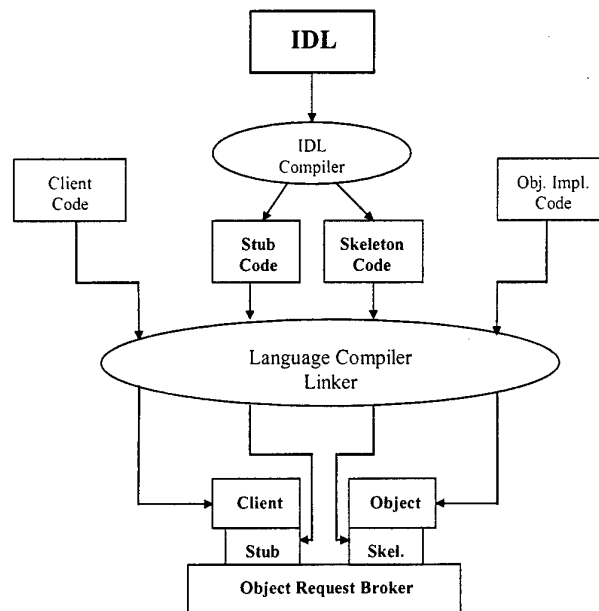 IDL
IDL
Compiler
Client
Code
Obj. Impl.
Code
Stub
Code
Skeleton
Code
Language Compiler
Linker
Client
Object
Stub
Skel.
Object Request Broker